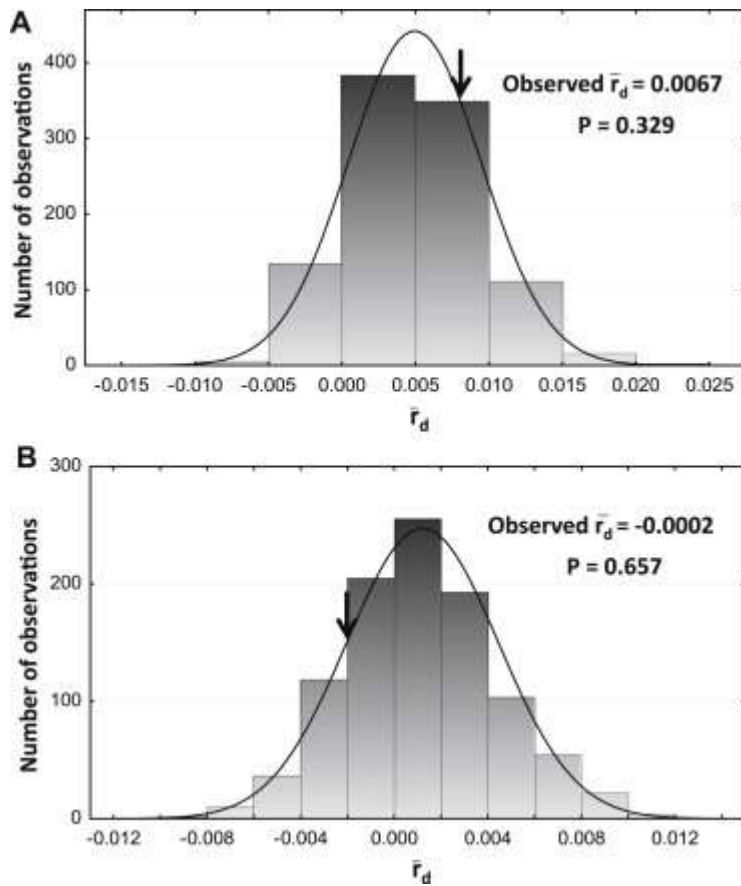 A
Number of observations
400
300
200
100
0
Observed r̄d = 0.0067
P = 0.329
-0.015 -0.010 -0.005 0.000 0.005 0.010 0.015 0.020 0.025
r̄d
B
Number of observations
300
200
100
0
Observed r̄d = -0.0002
P = 0.657
-0.012 -0.008 -0.004 0.000 0.004 0.008 0.012
r̄d